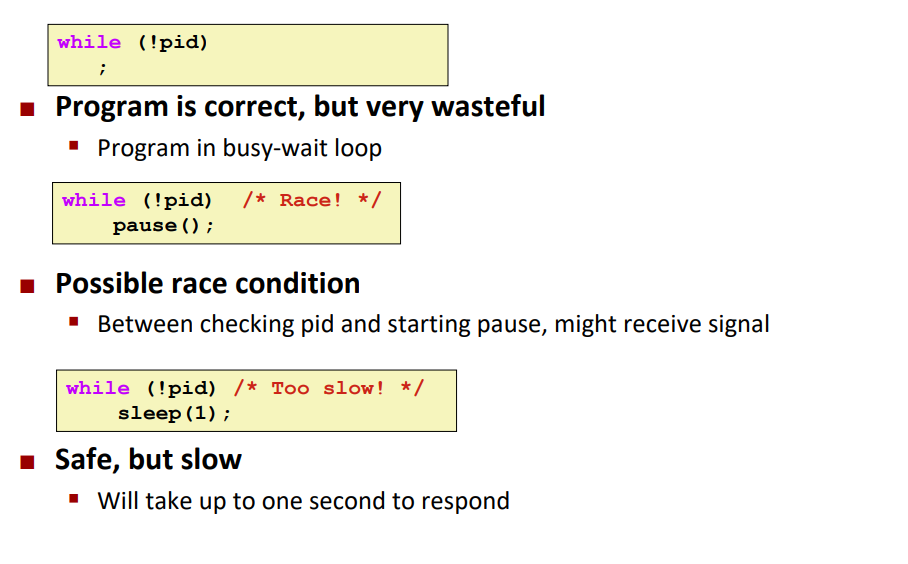 while (!pid)
;
Program is correct, but very wasteful
Program in busy-wait loop
while (!pid) /* Race! */
pause();
Possible race condition
Between checking pid and starting pause, might receive signal
while (!pid) /* Too slow! */
sleep(1);
Safe, but slow
Will take up to one second to respond